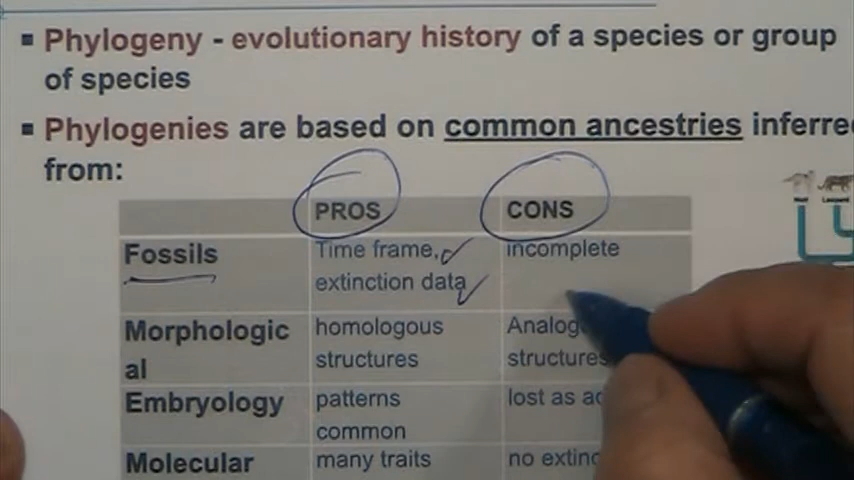 ▪ Phylogeny - evolutionary history of a species or group
of species
▪ Phylogenies are based on common ancestries
from:
PROS CONS
Fossils Time frame, incomplete
extinction data
Morphologic homologous
al structures structures
Embryology patterns lost as
common
Molecular many traits no